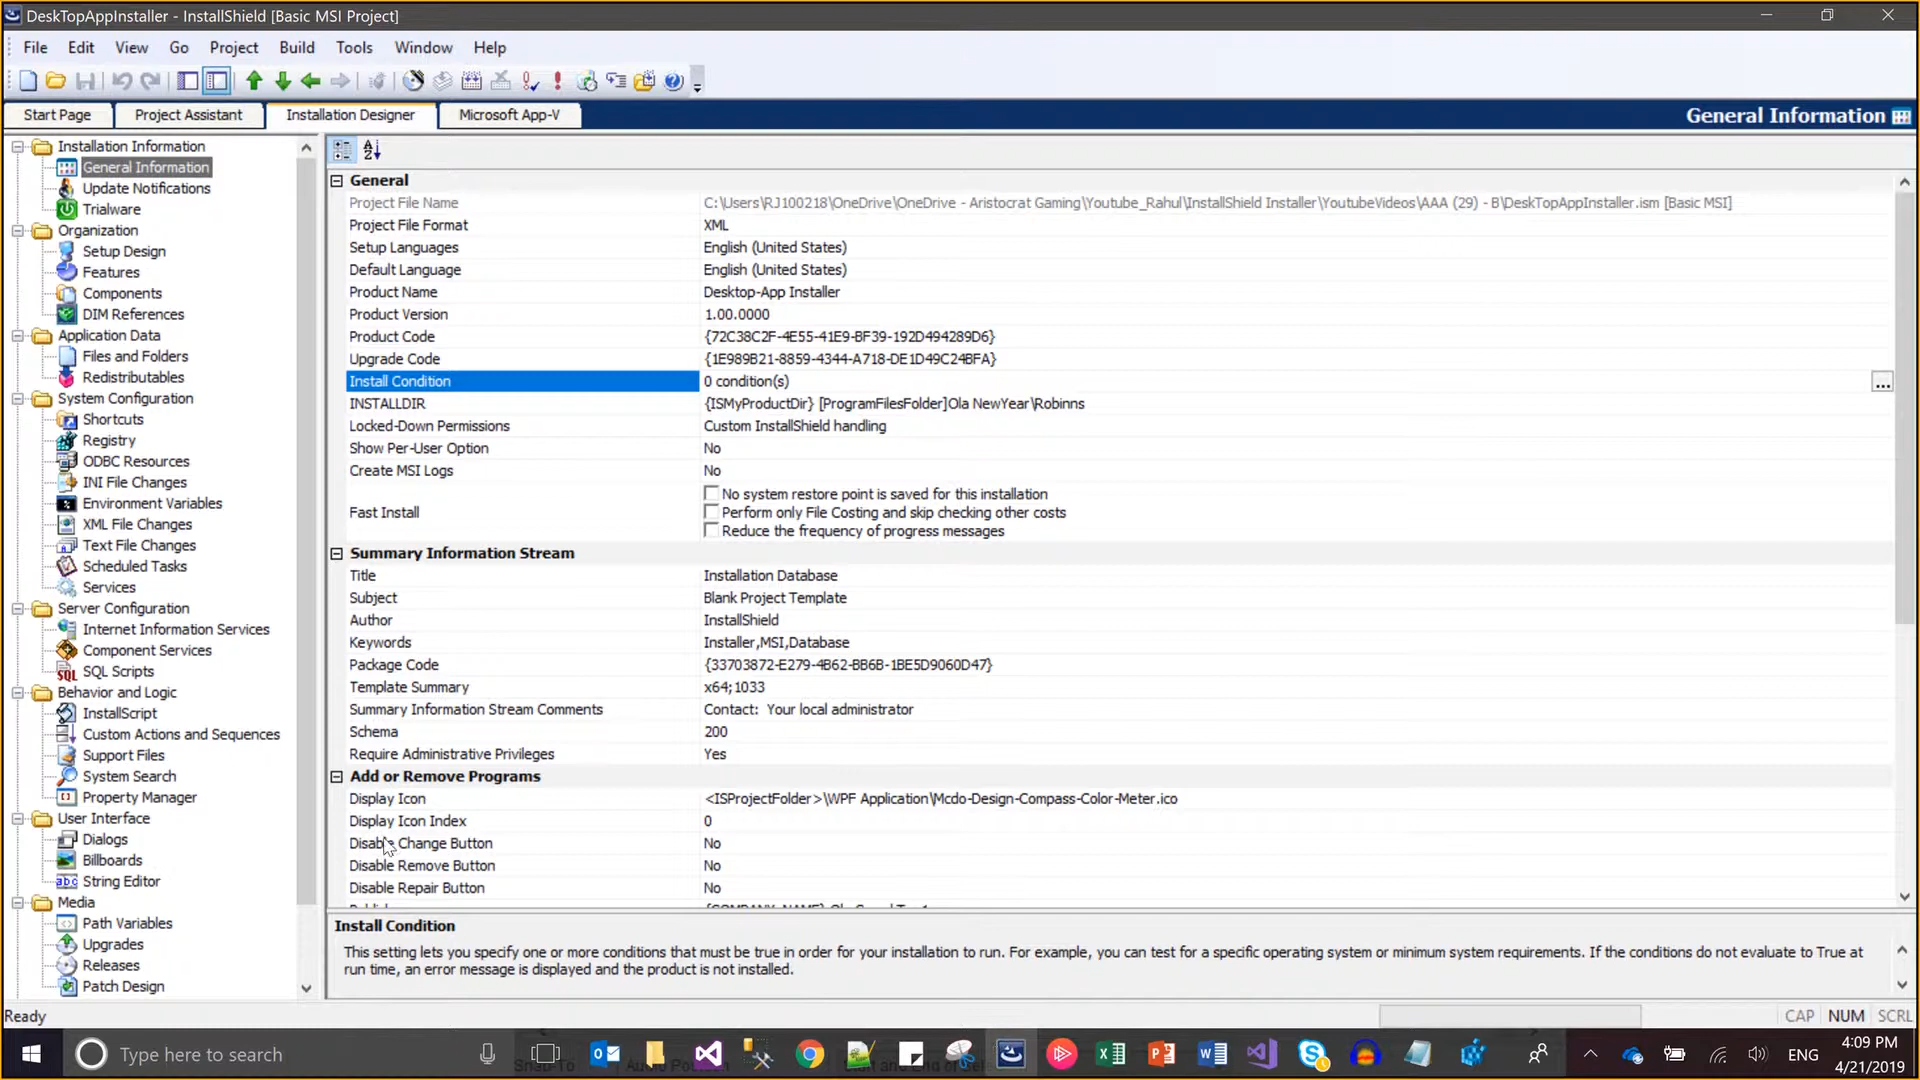 DeskTopAppInstaller - InstallShield [Basic MSI Project]
File Edit View Go Project Build Tools Window Help
Start Page Project Assistant Installation Designer Microsoft App-V General Information
Installation Information
General Information
Update Notifications
Trialware
Organization
Setup Design
Features
Components
DIM References
Application Data
Files and Folders
Redistributables
System Configuration
Shortcuts
Registry
ODBC Resources
INI File Changes
Environment Variables
XML File Changes
Text File Changes
Scheduled Tasks
Services
Server Configuration
Internet Information Services
Component Services
SQL Scripts
Behavior and Logic
InstallScript
Custom Actions and Sequences
Support Files
System Search
Property Manager
User Interface
Dialogs
Billboards
String Editor
Media
Path Variables
Upgrades
Releases
Patch Design
General
Project File Name C:\Users\RJ100218\OneDrive\OneDrive - Aristocrat Gaming\Youtube_Rahul\InstallShield Installer\YoutubeVideos\AAA (29) - B\DeskTopAppInstaller.ism [Basic MSI]
Project File Format XML
Setup Languages English (United States)
Default Language English (United States)
Product Name Desktop-App Installer
Product Version 1.00.0000
Product Code {72C38C2F-4E55-41E9-BF39-192D494289D6}
Upgrade Code {1E989B21-8859-4344-A718-DE1D49C24BFA}
Install Condition 0 condition(s) ...
INSTALLDIR {ISMyProductDir} [ProgramFilesFolder]Ola NewYear\Robinns
Locked-Down Permissions Custom InstallShield handling
Show Per-User Option No
Create MSI Logs No
Fast Install
No system restore point is saved for this installation
Perform only File Costing and skip checking other costs
Reduce the frequency of progress messages
Summary Information Stream
Title Installation Database
Subject Blank Project Template
Author InstallShield
Keywords Installer,MSI,Database
Package Code {33703872-E279-4B62-BB6B-1BE5D9060D47}
Template Summary x64;1033
Summary Information Stream Comments Contact: Your local administrator
Schema 200
Require Administrative Privileges Yes
Add or Remove Programs
Display Icon <ISProjectFolder>\WPF Application\Mcdo-Design-Compass-Color-Meter.ico
Display Icon Index 0
Disable Change Button No
Disable Remove Button No
Disable Repair Button No
Install Condition
This setting lets you specify one or more conditions that must be true in order for your installation to run. For example, you can test for a specific operating system or minimum system requirements. If the conditions do not evaluate to True at
run time, an error message is displayed and the product is not installed.
Ready CAP NUM SCRL
Type here to search
ENG
4:09 PM
4/21/2019